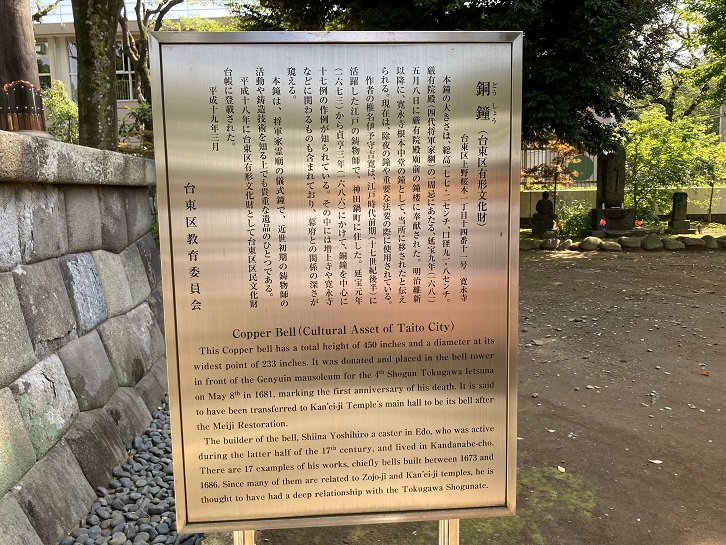 どう しょう
銅鐘（台東区有形文化財）
台東区上野桜木一丁目十四番十一号 寛永寺
本鐘の大きさは、総高一七七・二センチ、口径九一・八センチ。
厳有院殿（四代将軍家綱）の一周忌にあたる、延宝九年（一六八一）
五月八日に厳有院殿廟前の鐘楼に奉献された。明治維新
以降に、寛永寺根本中堂の鐘として、当所に移されたと伝え
られる。現在は、除夜の鐘や重要な法要の際に使用されている。
作者の椎名伊予守吉寛は、江戸時代前期（十七世紀後半）に
活躍した江戸の鋳物師で、神田鍋町に住した。延宝元年
（一六七三）から貞享三年（一六八六）にかけて、銅鐘を中心に
十七例の作例が知られている。その中には増上寺や寛永寺
などに関わるものも含まれており、幕府との関係の深さが
窺える。
本鐘は、将軍家霊廟の儀式鐘で、近世初期の鋳物師の
活動や鋳造技術を知る上でも貴重な遺品のひとつである。
平成十八年に台東区有形文化財として台東区区民文化財
台帳に登載された。
平成十九年三月
台東区教育委員会
Copper Bell (Cultural Asset of Taito City)
This Copper bell has a total height of 450 inches and a diameter at its
widest point of 233 inches. It was donated and placed in the bell tower
in front of the Genyuin mausoleum for the 4th Shogun Tokugawa Ietsuna
on May 8th in 1681, marking the first anniversary of his death. It is said
to have been transferred to Kan'ei-ji Temple's main hall to be its bell after
the Meiji Restoration.
The builder of the bell, Shiina Yoshihiro a caster in Edo, who was active
during the latter half of the 17th century, and lived in Kandanabe-cho.
There are 17 examples of his works, chiefly bells built between 1673 and
1686. Since many of them are related to Zojo-ji and Kan'ei-ji temples, he is
thought to have had a deep relationship with the Tokugawa Shogunate.